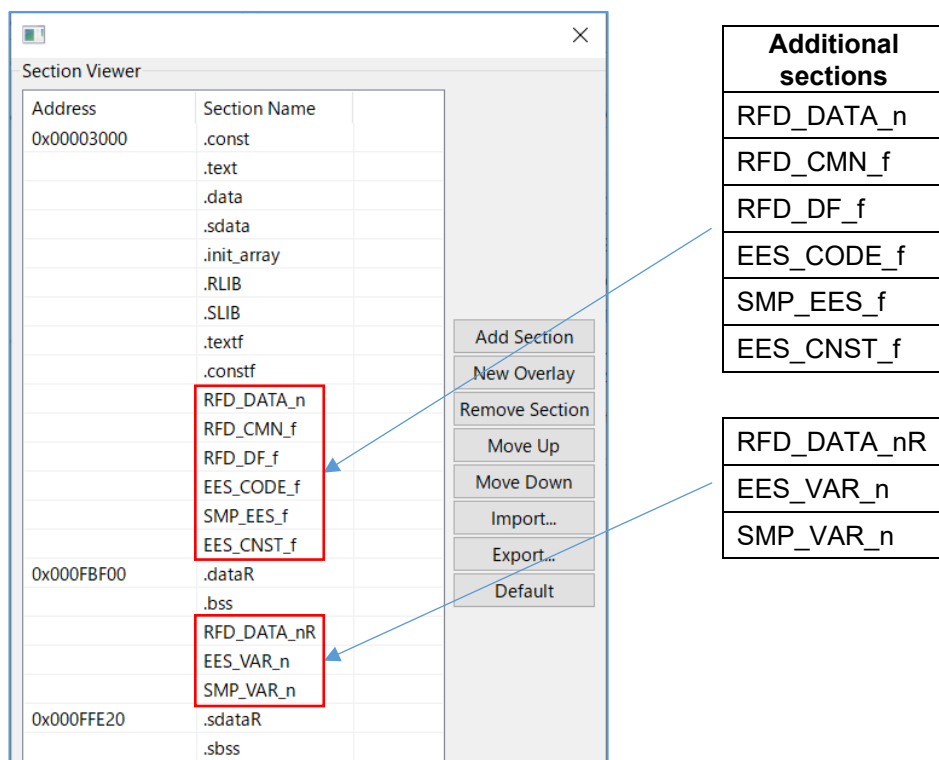 Section Viewer
Address Section Name
0x00003000 .const
.text
.data
.sdata
.init_array
.RLIB
.SLIB
.textf
.constf
RFD_DATA_n
RFD_CMN_f
RFD_DF_f
EES_CODE_f
SMP_EES_f
EES_CNST_f
0x000FBF00 .dataR
.bss
RFD_DATA_nR
EES_VAR_n
SMP_VAR_n
0x000FFE20 .sdataR
.sbss
Add Section
New Overlay
Remove Section
Move Up
Move Down
Import...
Export...
Default
Additional
sections
RFD_DATA_n
RFD_CMN_f
RFD_DF_f
EES_CODE_f
SMP_EES_f
EES_CNST_f
RFD_DATA_nR
EES_VAR_n
SMP_VAR_n